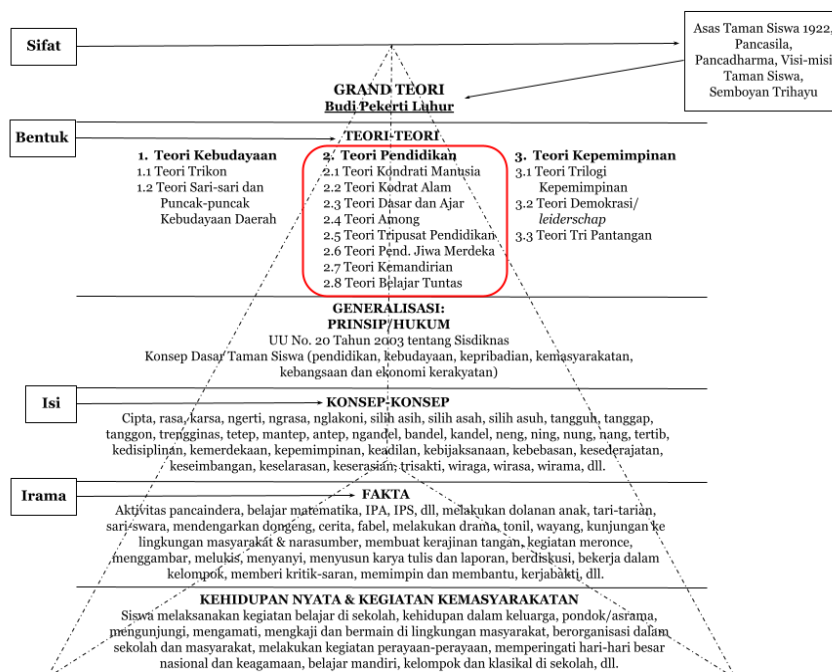 Sifat
Asas Taman Siswa 1922,
Pancasila,
Pancadharma, Visi-misi
Taman Siswa,
Semboyan Trihayu
GRAND TEORI
Budi Pekerti Luhur
Bentuk
TEORI-TEORI
1. Teori Kebudayaan
1.1 Teori Trikon
1.2 Teori Sari-sari dan
Puncak-puncak
Kebudayaan Daerah
2. Teori Pendidikan
2.1 Teori Kondrati Manusia
2.2 Teori Kodrat Alam
2.3 Teori Dasar dan Ajar
2.4 Teori Among
2.5 Teori Tripusat Pendidikan
2.6 Teori Pend. Jiwa Merdeka
2.7 Teori Kemandirian
2.8 Teori Belajar Tuntas
3. Teori Kepemimpinan
3.1 Teori Trilogi
Kepemimpinan
3.2 Teori Demokrasi/
leiderschap
3.3 Teori Tri Pantangan
GENERALISASI:
PRINSIP/HUKUM
UU No. 20 Tahun 2003 tentang Sisdiknas
Konsep Dasar Taman Siswa (pendidikan, kebudayaan, kepribadian, kemasyarakatan,
kebangsaan dan ekonomi kerakyatan)
Isi
KONSEP-KONSEP
Cipta, rasa, karsa, ngerti, ngrasa, nglakoni, silih asih, silih asah, silih asuh, tangguh, tanggap,
tanggon, trengginas, tetep, mantep, antep, ngandel, bandel, kandel, neng, ning, nung, nang, tertib,
kedisiplinan, kemerdekaan, kepemimpinan, keadilan, kebijaksanaan, kebebasan, kesederajatan,
keseimbangan, keselarasan, keserasian, trisakti, wiraga, wirasa, wirama, dll.
Irama
FAKTA
Aktivitas pancaindera, belajar matematika, IPA, IPS, dll, melakukan dolanan anak, tari-tarian,
sari-swara, mendengarkan dongeng, cerita, fabel, melakukan drama, tonil, wayang, kunjungan ke
lingkungan masyarakat & narasumber, membuat kerajinan tangan, kegiatan meronce,
menggambar, melukis, menyanyi, menyusun karya tulis dan laporan, berdiskusi, bekerja dalam
kelompok, memberi kritik-saran, memimpin dan membantu, kerjabakti, dll.
KEHIDUPAN NYATA & KEGIATAN KEMASYARAKATAN
Siswa melaksanakan kegiatan belajar di sekolah, kehidupan dalam keluarga, pondok/asrama,
mengunjungi, mengamati, mengkaji dan bermain di lingkungan masyarakat, berorganisasi dalam
sekolah dan masyarakat, melakukan kegiatan perayaan-perayaan, memperingati hari-hari besar
nasional dan keagamaan, belajar mandiri, kelompok dan klasikal di sekolah, dll.